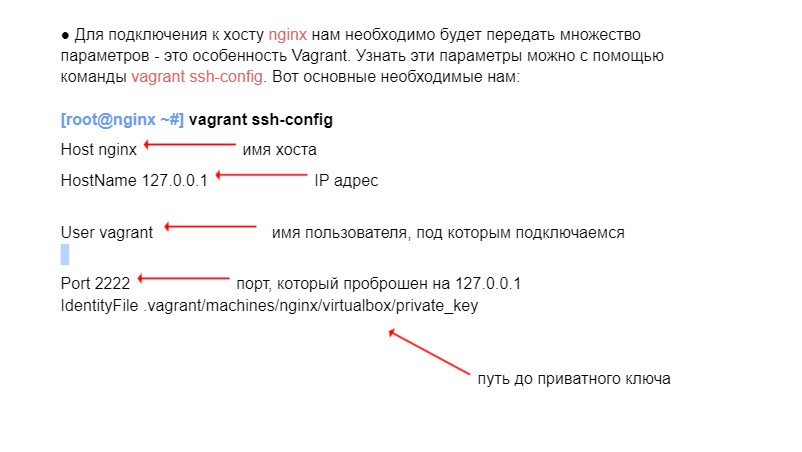 ● Для подключения к хосту nginx нам необходимо будет передать множество
параметров - это особенность Vagrant. Узнать эти параметры можно с помощью
команды vagrant ssh-config. Вот основные необходимые нам:
[root@nginx ~#] vagrant ssh-config
Host nginx имя хоста
HostName 127.0.0.1 IP адрес
User vagrant имя пользователя, под которым подключаемся
Port 2222 порт, который проброшен на 127.0.0.1
IdentityFile .vagrant/machines/nginx/virtualbox/private_key
путь до приватного ключа